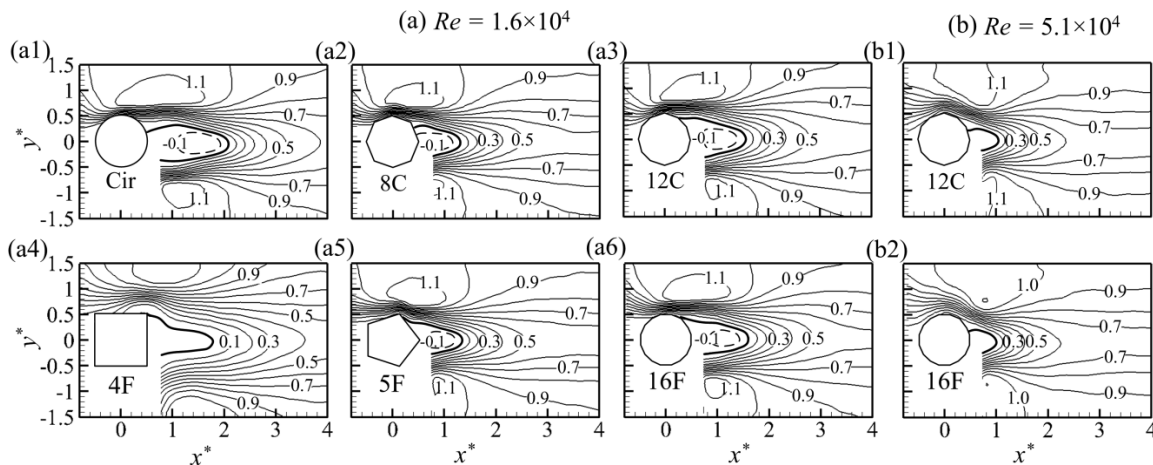 (a) Re = 1.6×10⁴
(b) Re = 5.1×10⁴
(a1)
(a2)
(a3)
(b1)
1.5
1
0.5
0
-0.5
-1
-1.5
y*
1.1
0.9
0.7
0.5
-0.1
Cir
1.1
1.1
0.9
0.7
-0.1
0.3
0.5
8C
0.7
0.9
1.1
1.1
0.9
0.7
-0.1
0.3
0.5
12C
0.7
0.9
1.1
1.1
0.9
0.7
0.3
0.5
12C
0.7
0.9
1.1
0.7
0.9
(a4)
(a5)
(a6)
(b2)
1.5
1
0.5
0
-0.5
-1
-1.5
y*
0.9
0.7
0.1
0.3
0.5
0.7
0.9
4F
1.1
0.9
0.7
-0.1
0.3
0.5
5F
0.7
0.9
1.1
1.1
0.9
0.7
-0.1
0.3
0.5
16F
0.7
0.9
1.1
1.0
0.9
0.7
0.3
0.5
16F
0.7
0.9
1.0
0 1 2 3 4
0 1 2 3 4
0 1 2 3 4
0 1 2 3 4
x*
x*
x*
x*